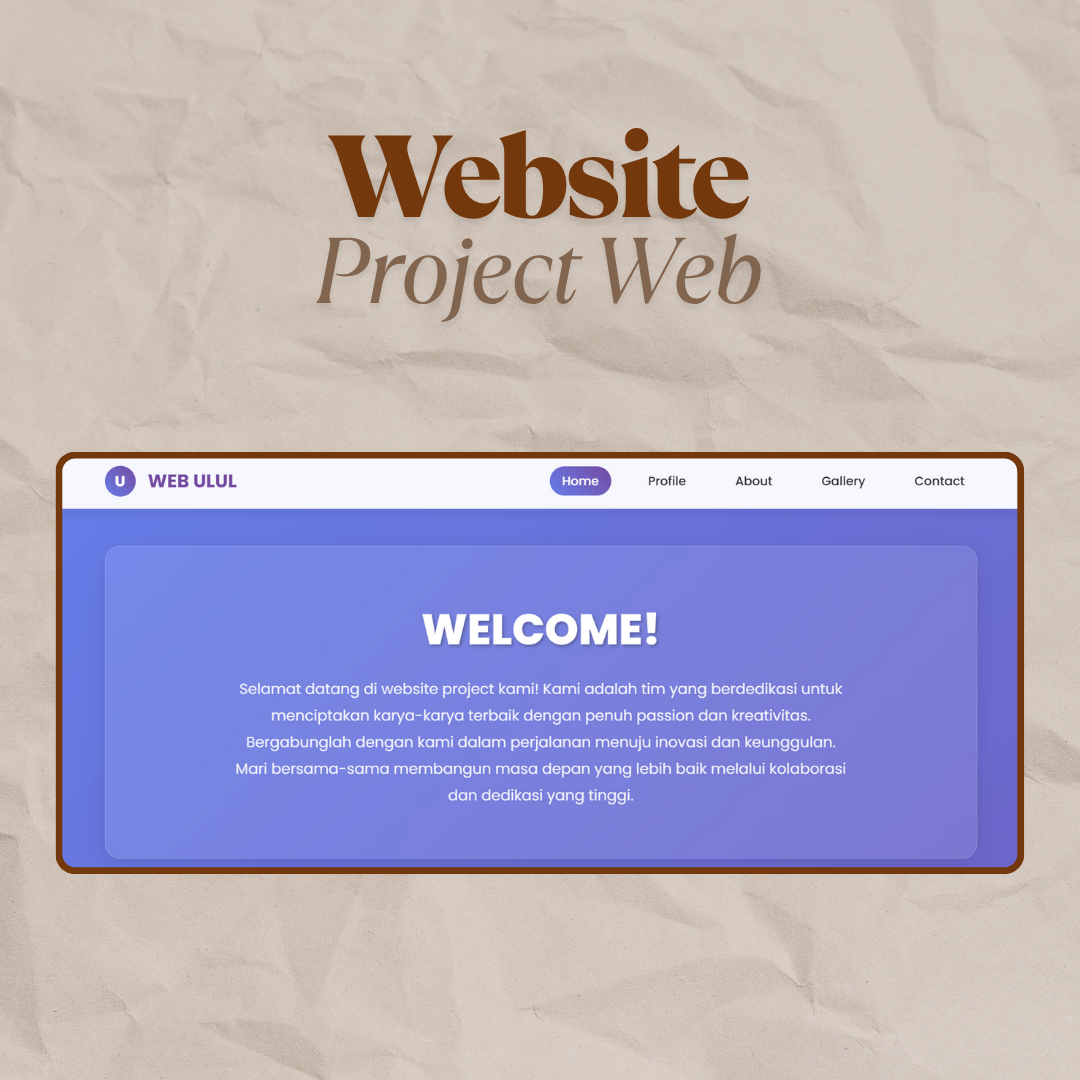 Website
Project Web
U WEB ULUL Home Profile About Gallery Contact
WELCOME!
Selamat datang di website project kami! Kami adalah tim yang berdedikasi untuk
menciptakan karya-karya terbaik dengan penuh passion dan kreativitas.
Bergabunglah dengan kami dalam perjalanan menuju inovasi dan keunggulan.
Mari bersama-sama membangun masa depan yang lebih baik melalui kolaborasi
dan dedikasi yang tinggi.